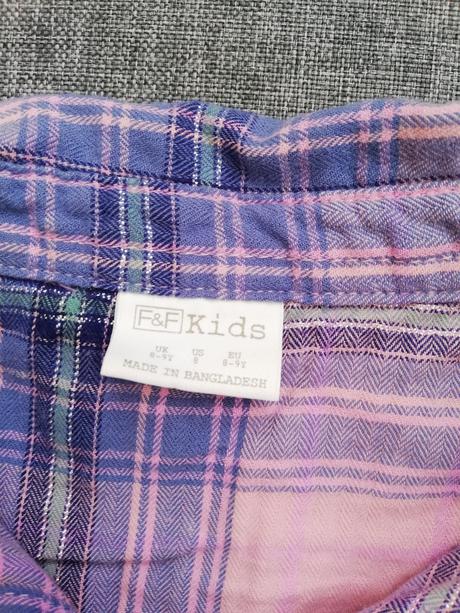 F&F Kids
UK US EU
8-9Y 8 8-9Y
MADE IN BANGLADESH